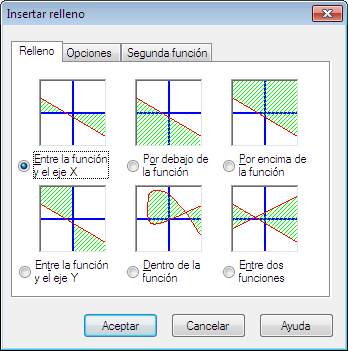 Insertar relleno
Relleno
Opciones
Segunda función
Entre la función
y el eje X
Por debajo de
la función
Por encima de
la función
Entre la función
y el eje Y
Dentro de la
función
Entre dos
funciones
Aceptar
Cancelar
Ayuda